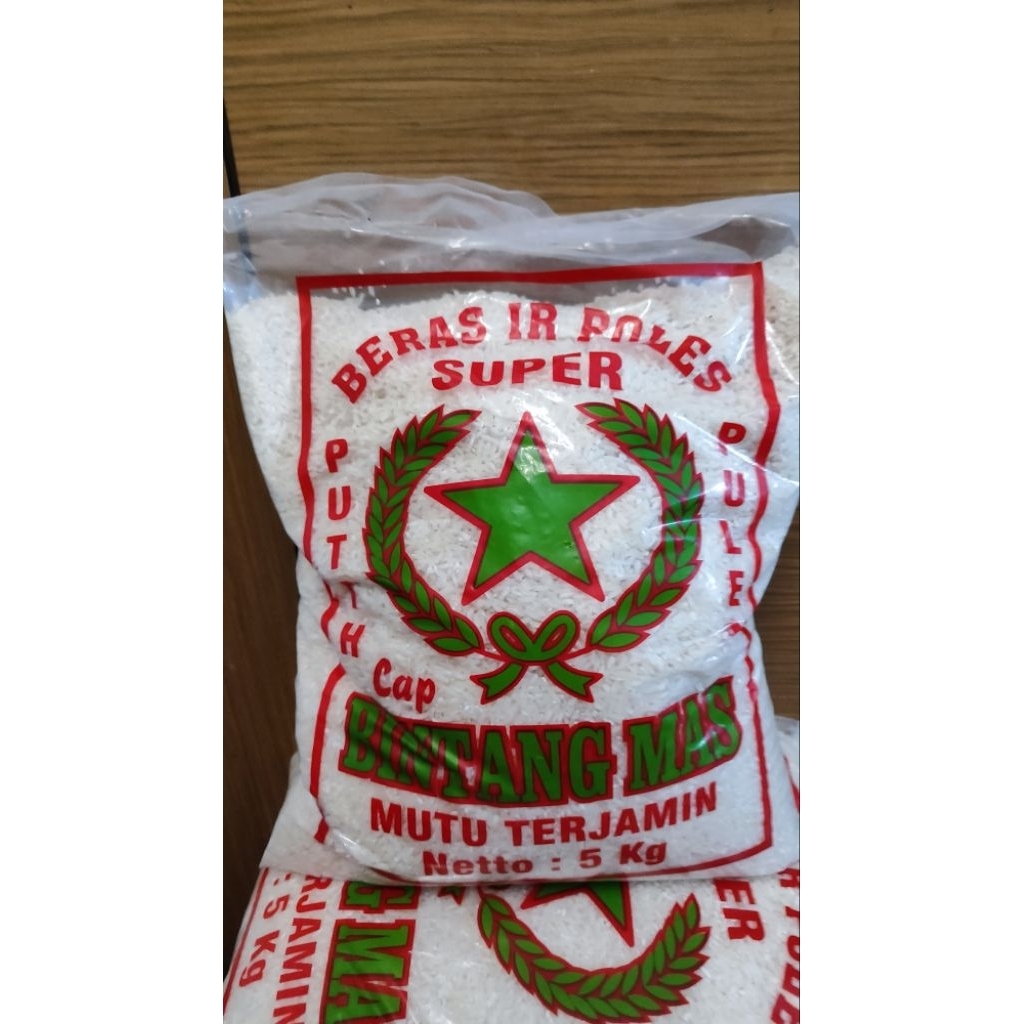 BERAS IR POLES
SUPER
PUTIH
PULEN
Cap
BINTANG MAS
MUTU TERJAMIN
Netto : 5 Kg